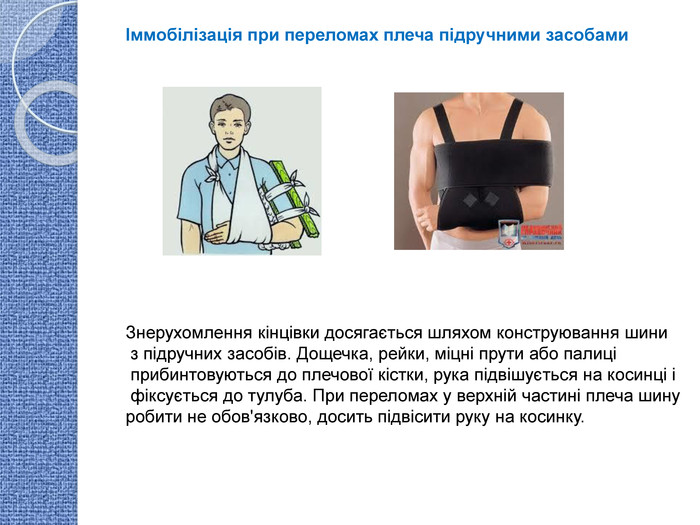 Іммобілізація при переломах плеча підручними засобами
Знерухомлення кінцівки досягається шляхом конструювання шини
з підручних засобів. Дощечка, рейки, міцні прути або палиці
прибинтовуються до плечової кістки, рука підвішується на косинці і
фіксується до тулуба. При переломах у верхній частині плеча шину
робити не обов'язково, досить підвісити руку на косинку.